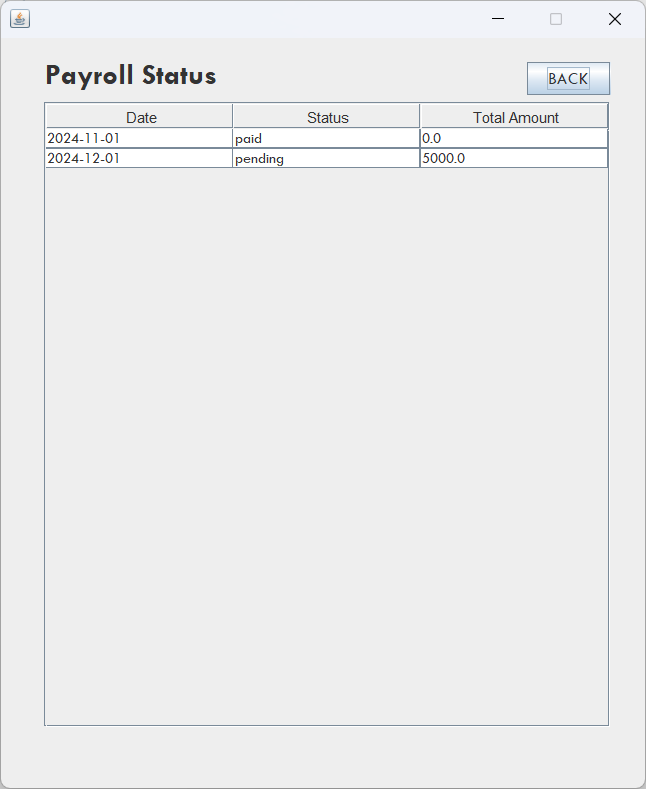 Payroll Status
BACK
Date Status Total Amount
2024-11-01 paid 0.0
2024-12-01 pending 5000.0